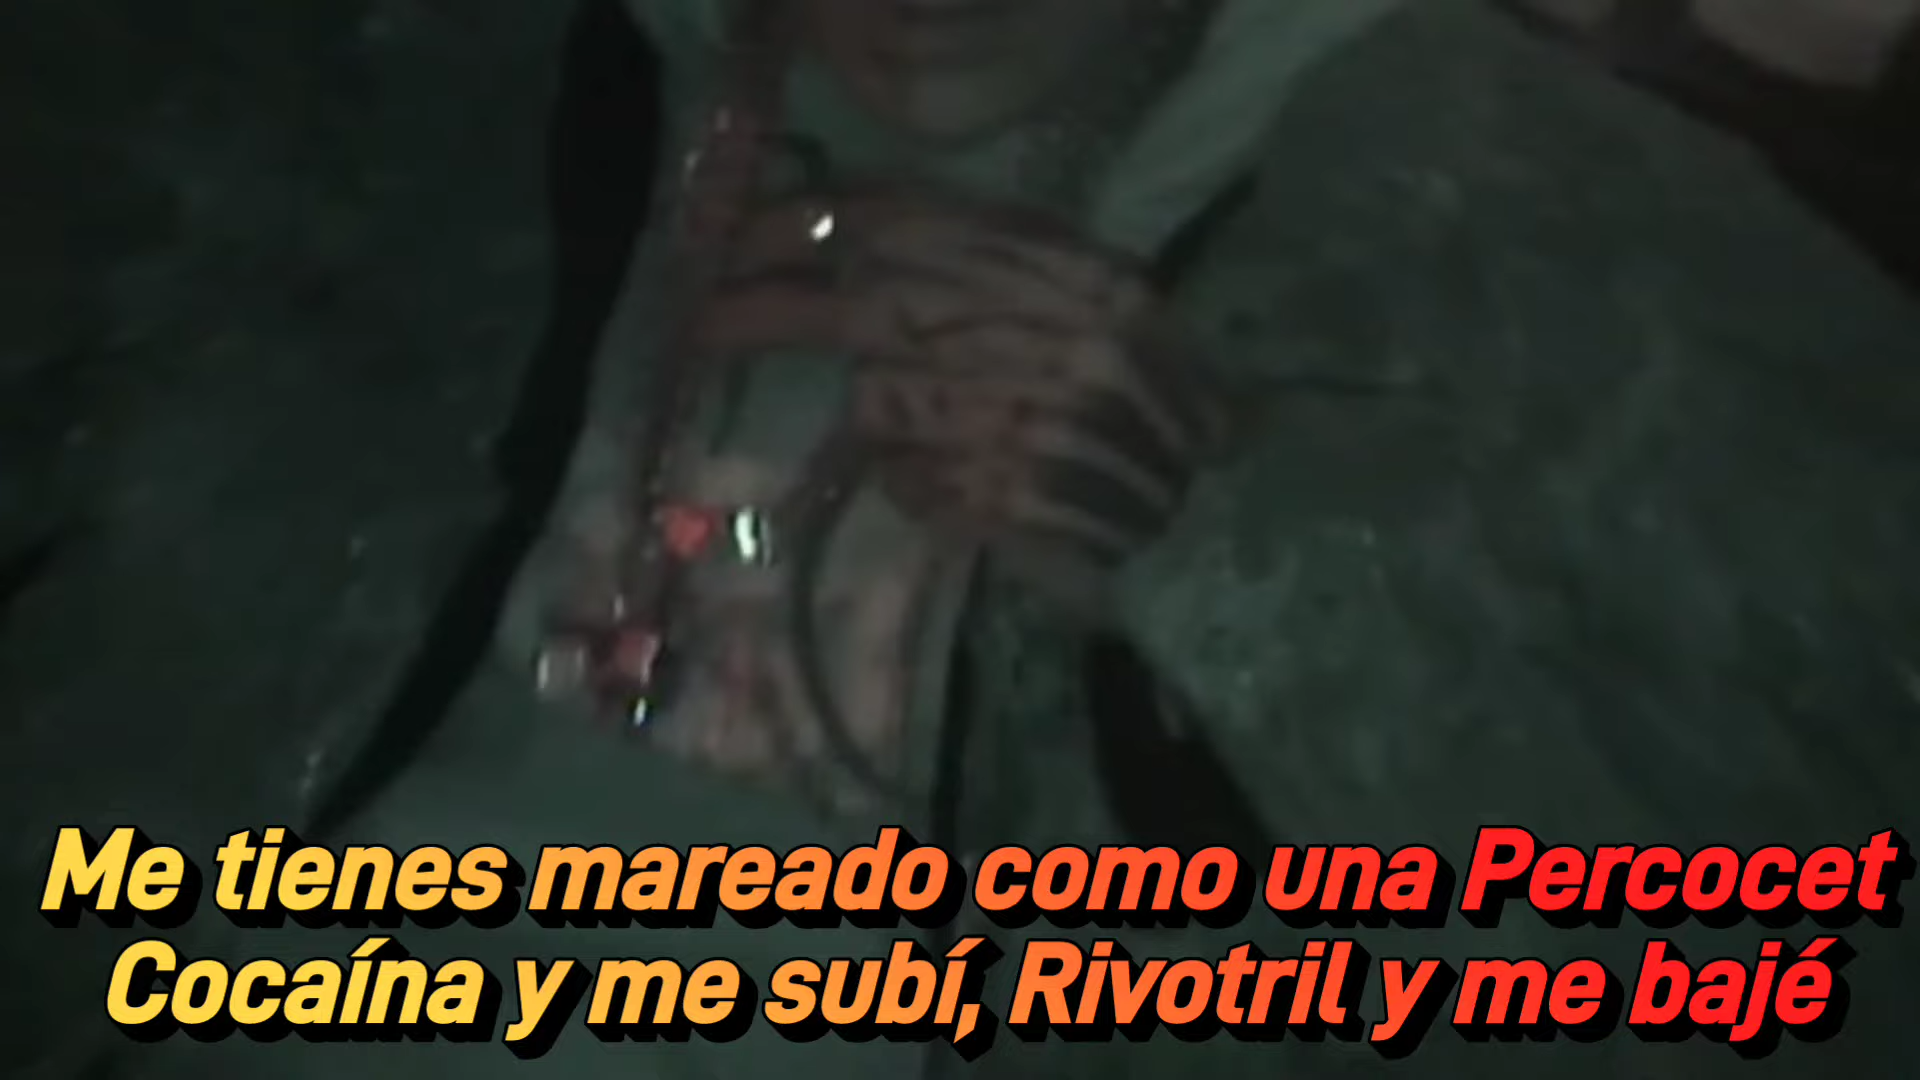 Me tienes mareado como una Percocet
Cocaína y me subí, Rivotril y me bajé